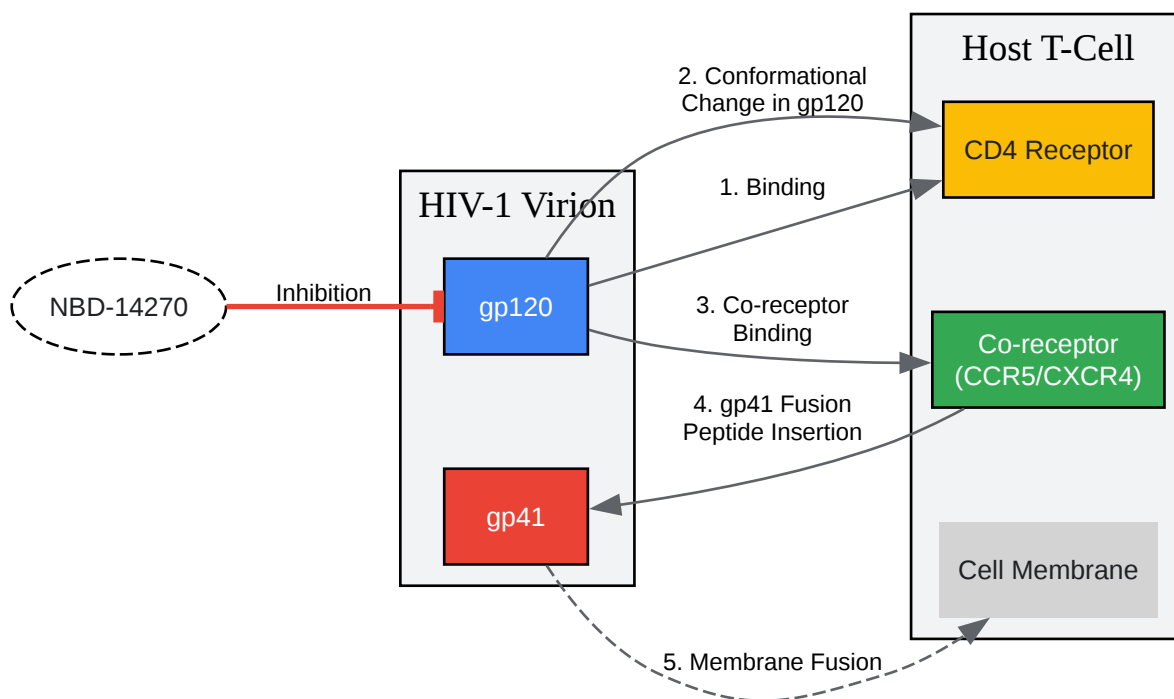 Host T-Cell
2. Conformational
Change in gp120
CD4 Receptor
1. Binding
HIV-1 Virion
NBD-14270
Inhibition
gp120
3. Co-receptor
Binding
Co-receptor
(CCR5/CXCR4)
4. gp41 Fusion
Peptide Insertion
gp41
Cell Membrane
5. Membrane Fusion